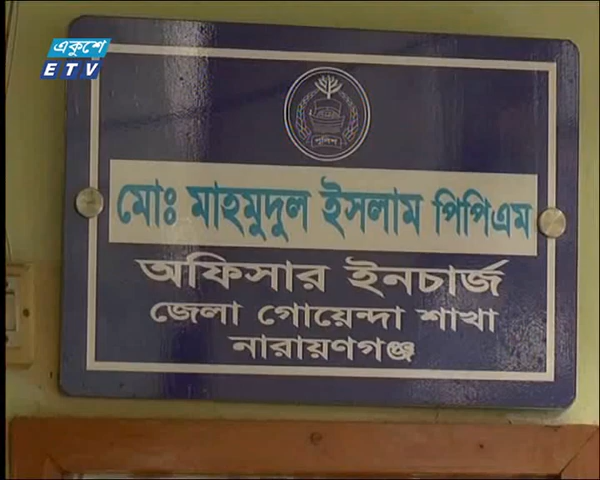 একুশে
ETV
পুলিশ
মোঃ মাহমুদুল ইসলাম পিপিএম
অফিসার ইনচার্জ
জেলা গোয়েন্দা শাখা
নারায়ণগঞ্জ